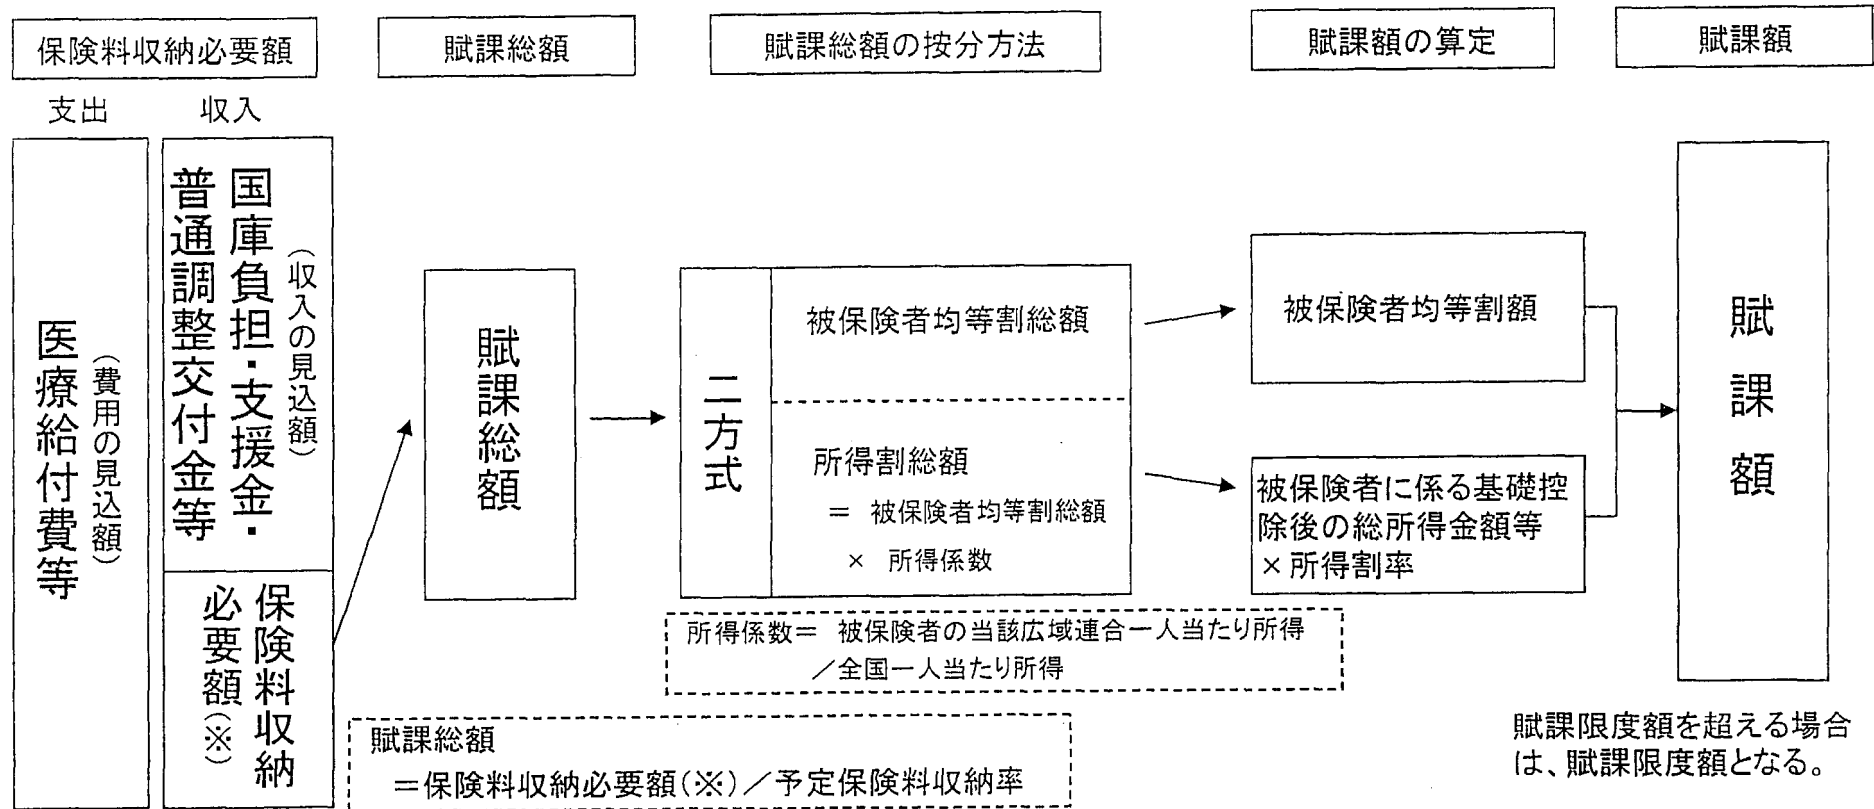 保険料収納必要額
賦課総額
賦課総額の按分方法
賦課額の算定
賦課額
支出
収入
医療給付費等
(費用の見込額)
国庫負担・支援金・
普通調整交付金等
(収入の見込額)
保険料収納
必要額(※)
賦課総額
二方式
被保険者均等割総額
所得割総額
= 被保険者均等割総額
× 所得係数
被保険者均等割額
被保険者に係る基礎控
除後の総所得金額等
×所得割率
賦課額
所得係数= 被保険者の当該広域連合一人当たり所得
/全国一人当たり所得
賦課総額
=保険料収納必要額(※)/予定保険料収納率
賦課限度額を超える場合
は、賦課限度額となる。